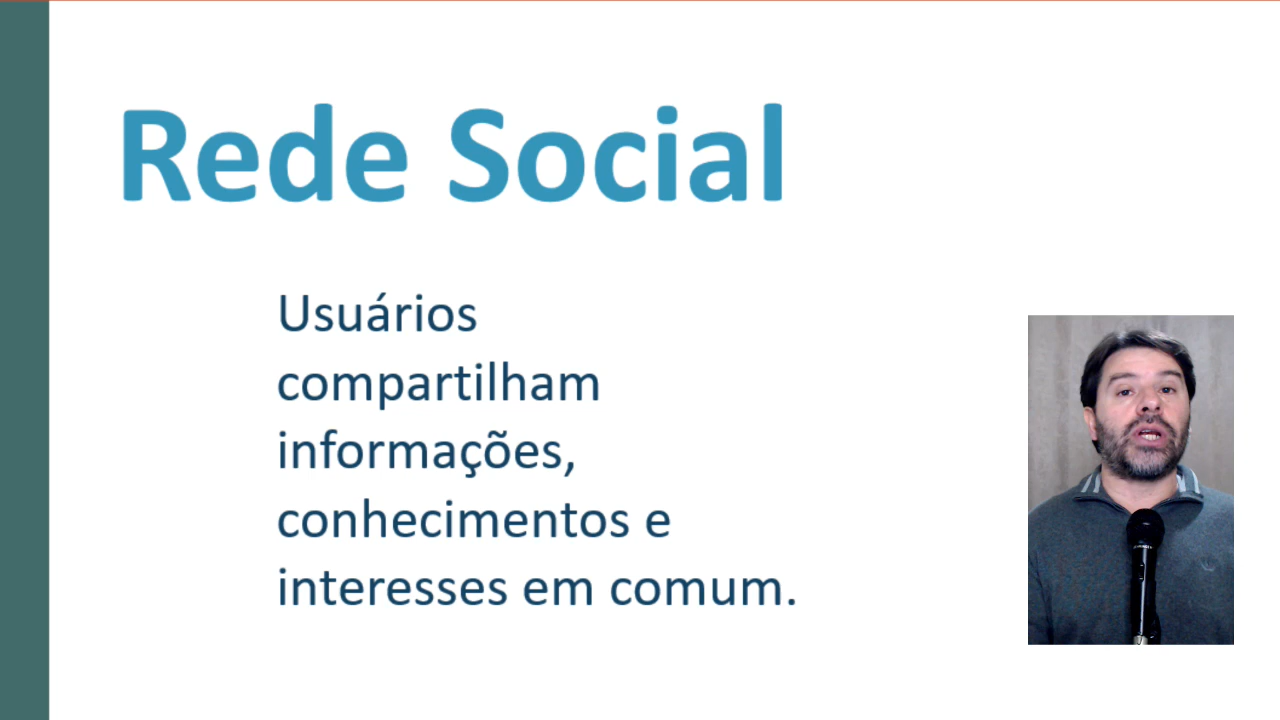 Rede Social
Usuários
compartilham
informações,
conhecimentos e
interesses em comum.